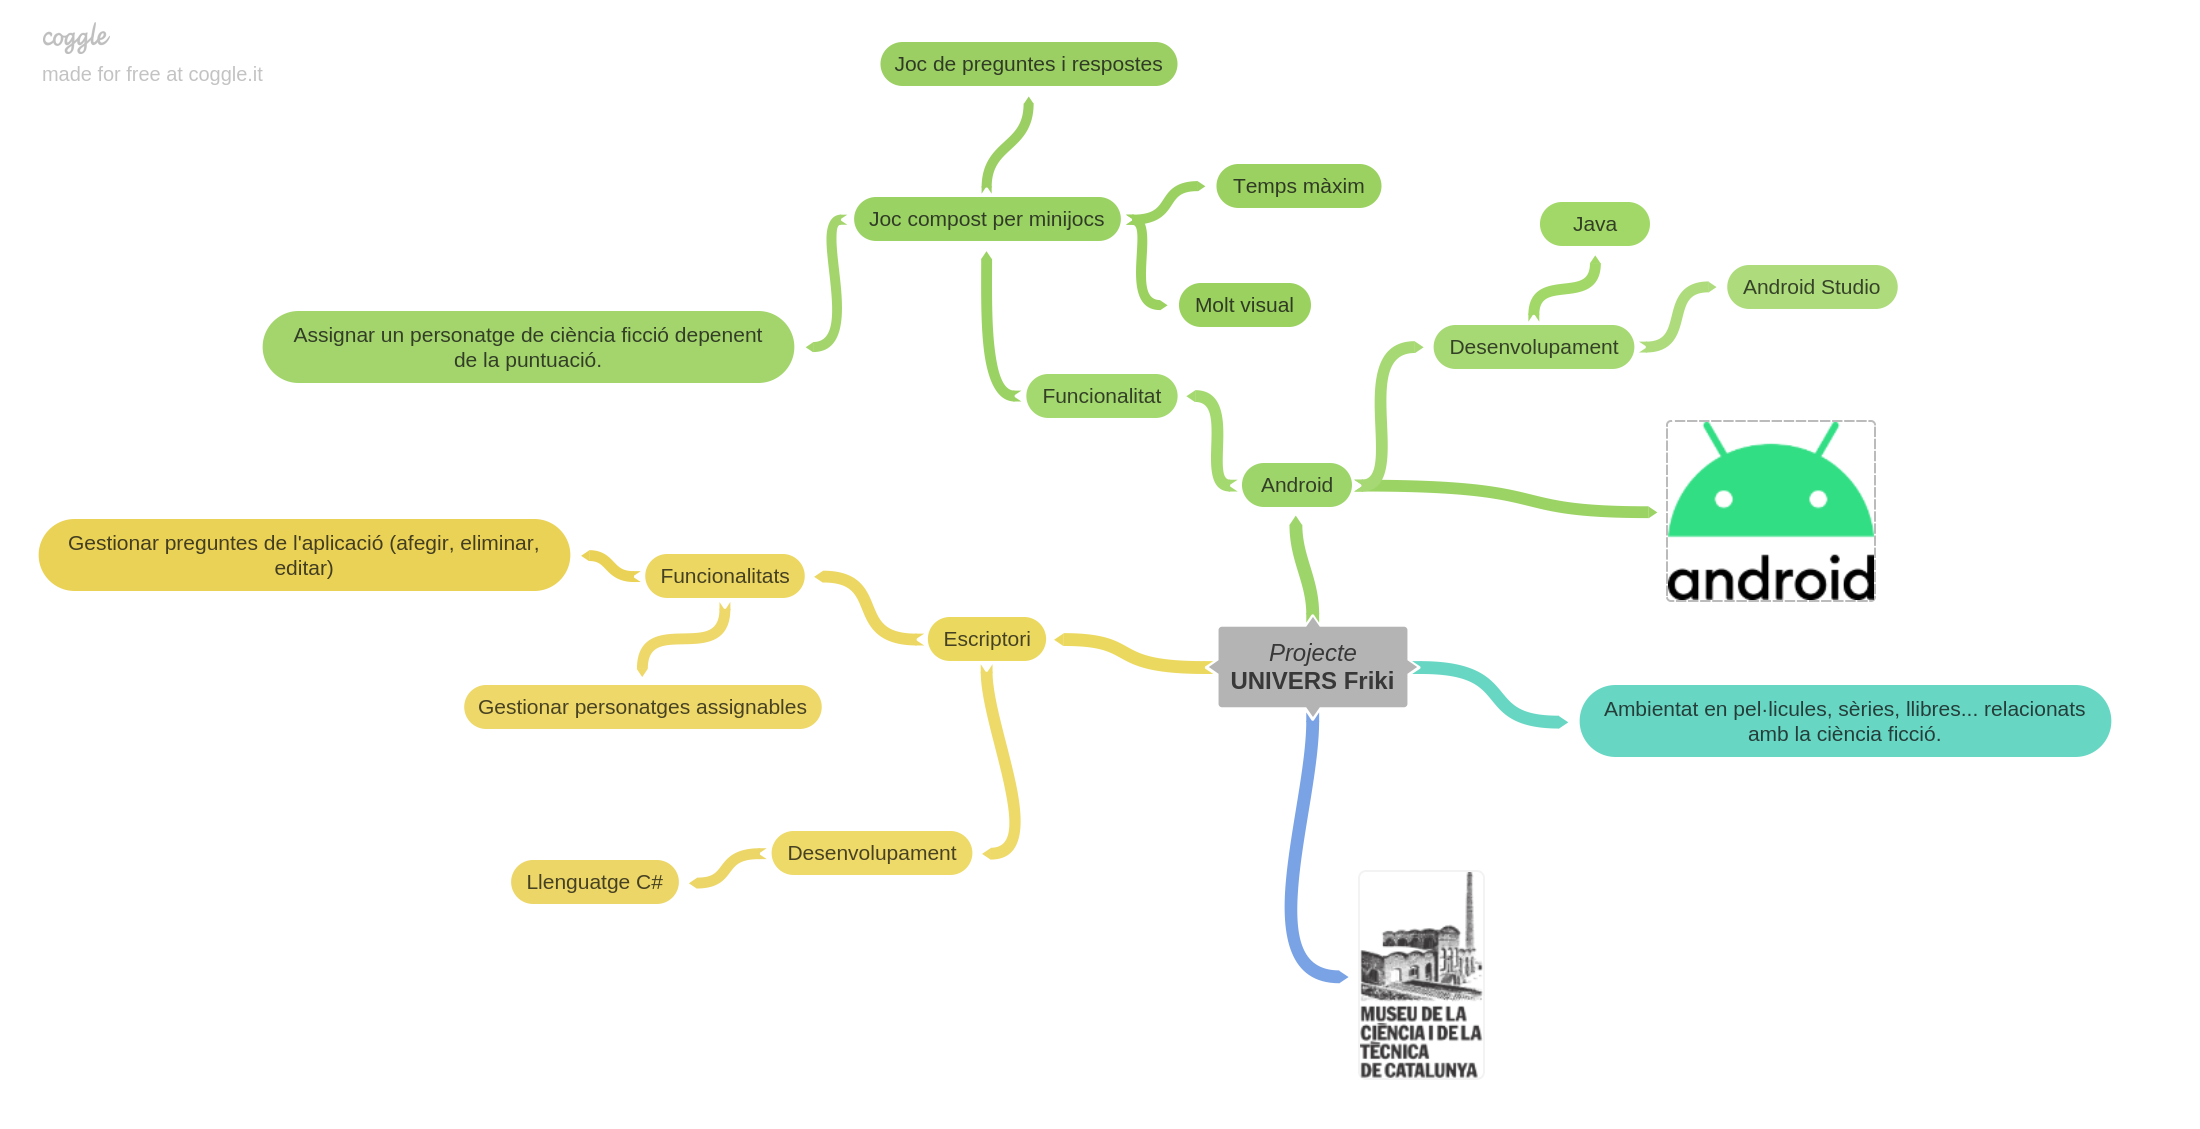 coggle
made for free at coggle.it
Joc de preguntes i respostes
Temps màxim
Joc compost per minijocs
Java
Android Studio
Molt visual
Assignar un personatge de ciència ficció depenent
de la puntuació.
Desenvolupament
Funcionalitat
Android
android
Gestionar preguntes de l'aplicació (afegir, eliminar,
editar)
Funcionalitats
Escriptori
Projecte
UNIVERS Friki
Gestionar personatges assignables
Ambientat en pel·licules, sèries, llibres... relacionats
amb la ciència ficció.
Desenvolupament
Llenguatge C#
MUSEU DE LA
CIÈNCIA I DE LA
TÈCNICA
DE CATALUNYA